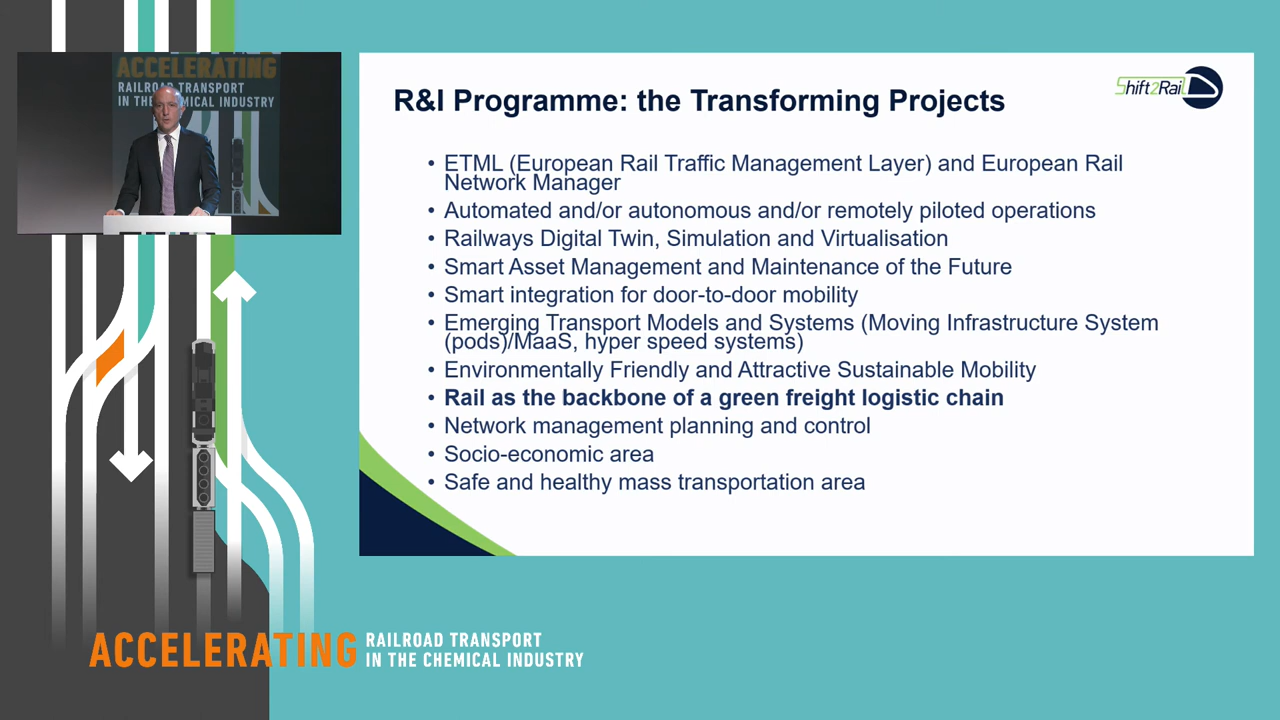 ACCELERATING
RAILROAD TRANSPORT
IN THE CHEMICAL INDUSTRY
Shift2Rail
R&I Programme: the Transforming Projects
• ETML (European Rail Traffic Management Layer) and European Rail
Network Manager
• Automated and/or autonomous and/or remotely piloted operations
• Railways Digital Twin, Simulation and Virtualisation
• Smart Asset Management and Maintenance of the Future
• Smart integration for door-to-door mobility
• Emerging Transport Models and Systems (Moving Infrastructure System
(pods)/MaaS, hyper speed systems)
• Environmentally Friendly and Attractive Sustainable Mobility
• Rail as the backbone of a green freight logistic chain
• Network management planning and control
• Socio-economic area
• Safe and healthy mass transportation area
ACCELERATING
RAILROAD TRANSPORT
IN THE CHEMICAL INDUSTRY